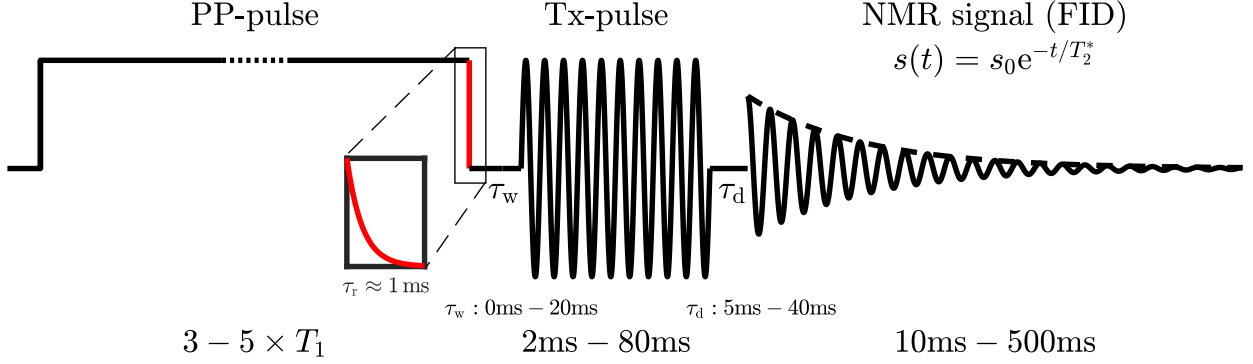 PP-pulse
Tx-pulse
NMR signal (FID)
s(t) = s₀e^{−t/T₂*}
τ_w
τ_d
τ_r ≈ 1 ms
τ_w : 0ms − 20ms
τ_d : 5ms − 40ms
3 − 5 × T₁
2ms − 80ms
10ms − 500ms